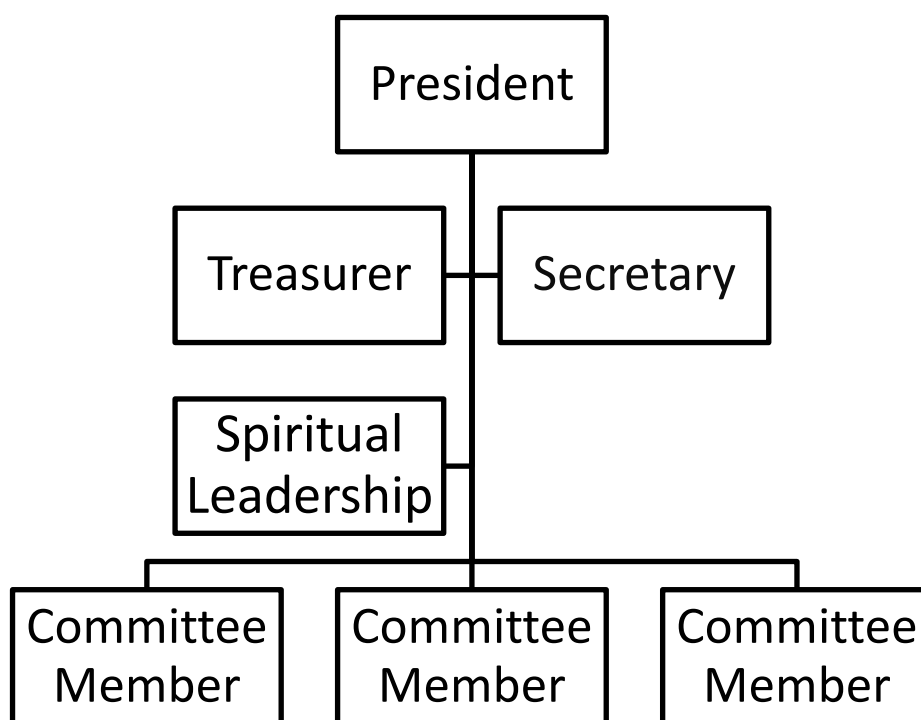 President
Treasurer
Secretary
Spiritual
Leadership
Committee
Member
Committee
Member
Committee
Member